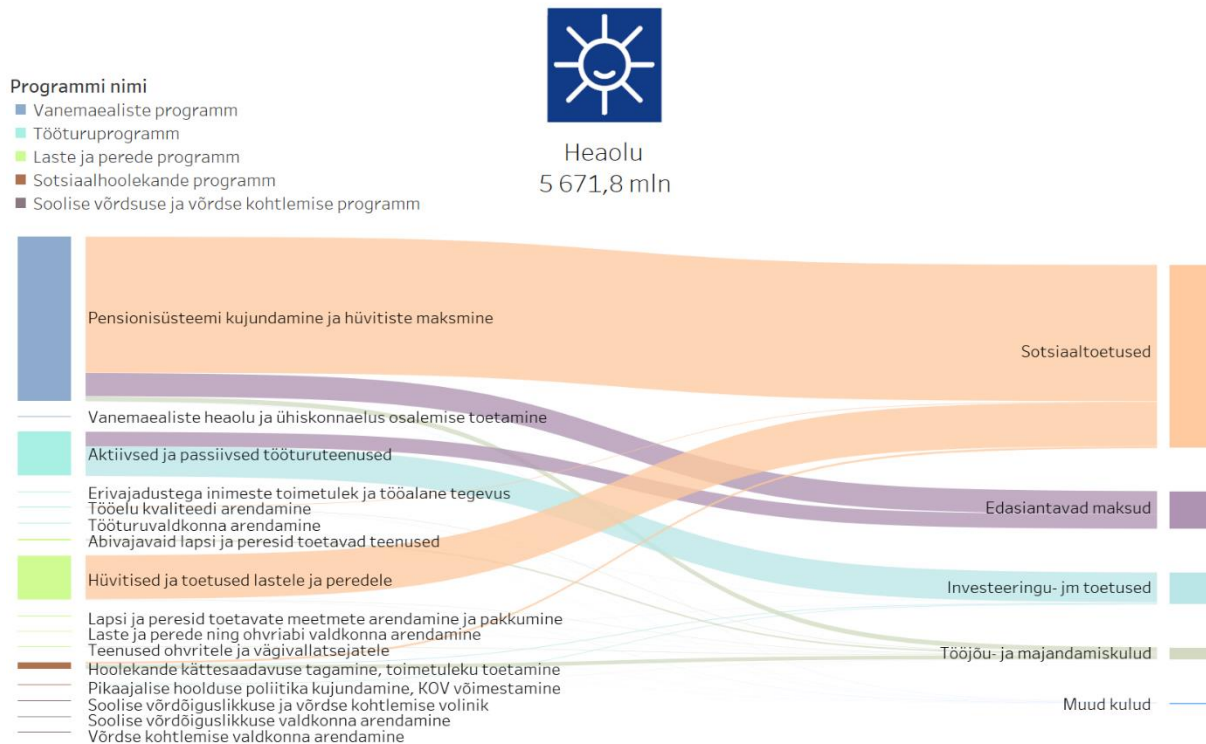 Programmi nimi
Vanemaealiste programm
Tööturuprogramm
Laste ja perede programm
Sotsiaalhoolekande programm
Soolise võrdsuse ja võrdse kohtlemise programm
Heaolu
5 671,8 mln
Pensionisüsteemi kujundamine ja hüvitiste maksmine
Vanemaealiste heaolu ja ühiskonnaelus osalemise toetamine
Aktiivsed ja passiivsed tööturuteenused
Erivajadustega inimeste toimetulek ja tööalane tegevus
Tööelu kvaliteedi arendamine
Tööturuvaldkonna arendamine
Abivajavaid lapsi ja peresid toetavad teenused
Hüvitised ja toetused lastele ja peredele
Lapsi ja peresid toetavate meetmete arendamine ja pakkumine
Laste ja perede ning ohvriabi valdkonna arendamine
Teenused ohvritele ja vägivallatsejatele
Hoolekande kättesaadavuse tagamine, toimetuleku toetamine
Pikaajalise hoolduse poliitika kujundamine, KOV võimestamine
Soolise võrdõiguslikkuse ja võrdse kohtlemise volinik
Soolise võrdõiguslikkuse valdkonna arendamine
Võrdse kohtlemise valdkonna arendamine
Sotsiaaltoetused
Edasiantavad maksud
Investeeringu- jm toetused
Tööjõu- ja majandamiskulud
Muud kulud